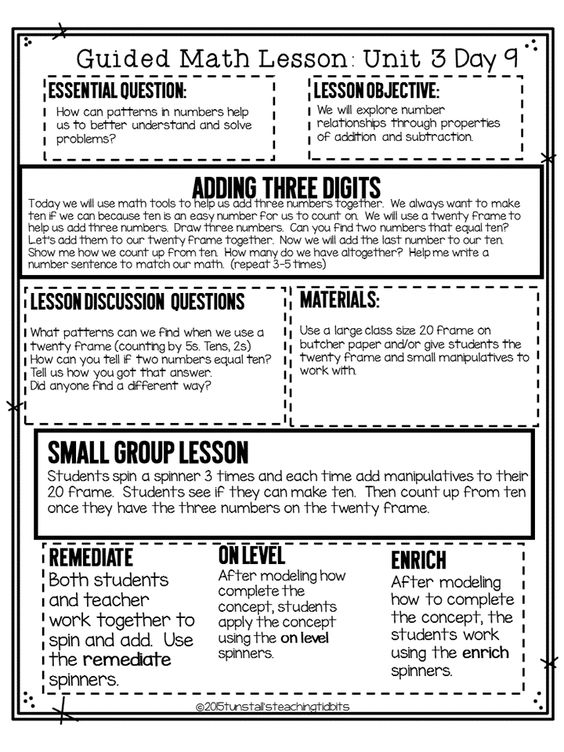 Guided Math Lesson: Unit 3 Day 9
ESSENTIAL QUESTION:
How can patterns in numbers help
us to better understand and solve
problems?
LESSON OBJECTIVE:
We will explore number
relationships through properties
of addition and subtraction.
ADDING THREE DIGITS
Today we will use math tools to help us add three numbers together. We always want to make
ten if we can because ten is an easy number for us to count on. We will use a twenty frame to
help us add three numbers. Draw three numbers. Can you find two numbers that equal ten?
Let's add them to our twenty frame together. Now we will add the last number to our ten.
Show me how we count up from ten. How many do we have altogether? Help me write a
number sentence to match our math. (repeat 3-5 times)
LESSON DISCUSSION QUESTIONS
What patterns can we find when we use a
twenty frame (counting by 5s. Tens, 2s)
How can you tell if two numbers equal ten?
Tell us how you got that answer.
Did anyone find a different way?
MATERIALS:
Use a large class size 20 frame on
butcher paper and/or give students the
twenty frame and small manipulatives to
work with.
SMALL GROUP LESSON
Students spin a spinner 3 times and each time add manipulatives to their
20 frame. Students see if they can make ten. Then count up from ten
once they have the three numbers on the twenty frame.
REMEDIATE
Both students
and teacher
work together to
spin and add. Use
the remediate
spinners.
ON LEVEL
After modeling how
complete the
concept, students
apply the concept
using the on level
spinners.
ENRICH
After modeling
how to complete
the concept, the
students work
using the enrich
spinners.
©2015tunstall'steachingtidbits